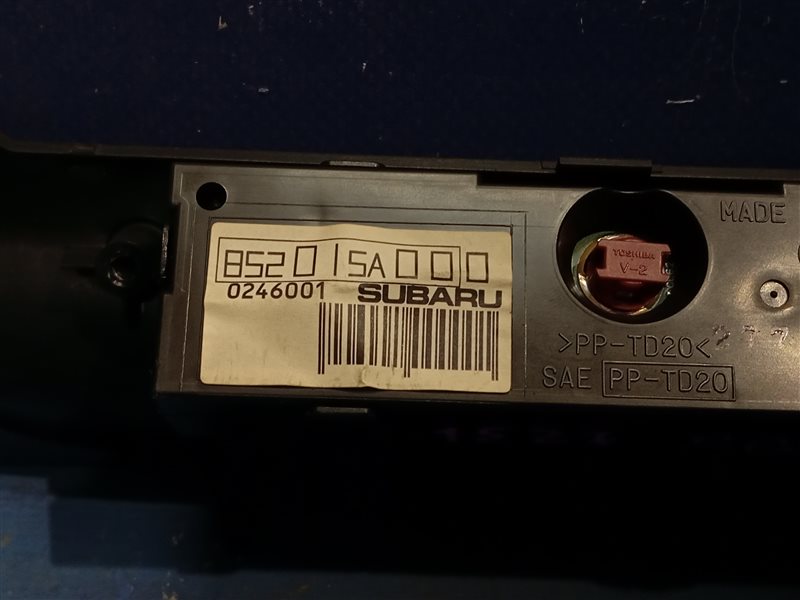 85201SA000
0246001 SUBARU
MADE
TOSHIBA
V-2
>PP-TD20<
SAE PP-TD20